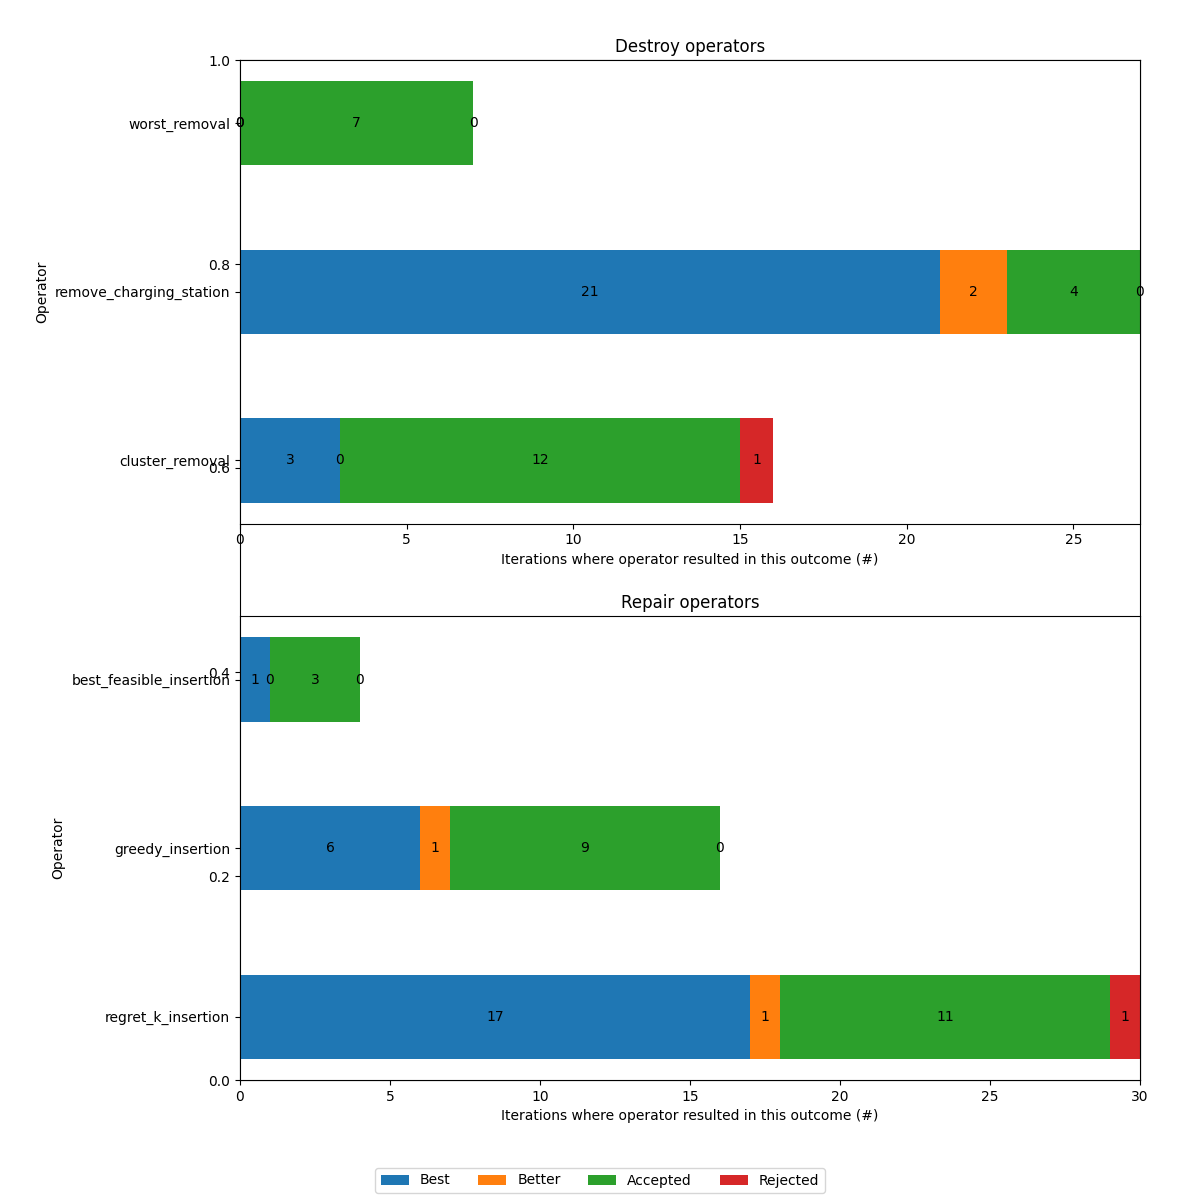 Destroy operators
1.0
worst_removal 0 0 7 0
0.8
Operator
remove_charging_station 21 2 4 0
cluster_removal 3 0 12 1
0.6
0 5 10 15 20 25
Iterations where operator resulted in this outcome (#)
Repair operators
0.4
best_feasible_insertion 1 0 3 0
Operator
greedy_insertion 6 1 9 0
0.2
regret_k_insertion 17 1 11 1
0.0
0 5 10 15 20 25 30
Iterations where operator resulted in this outcome (#)
Best Better Accepted Rejected